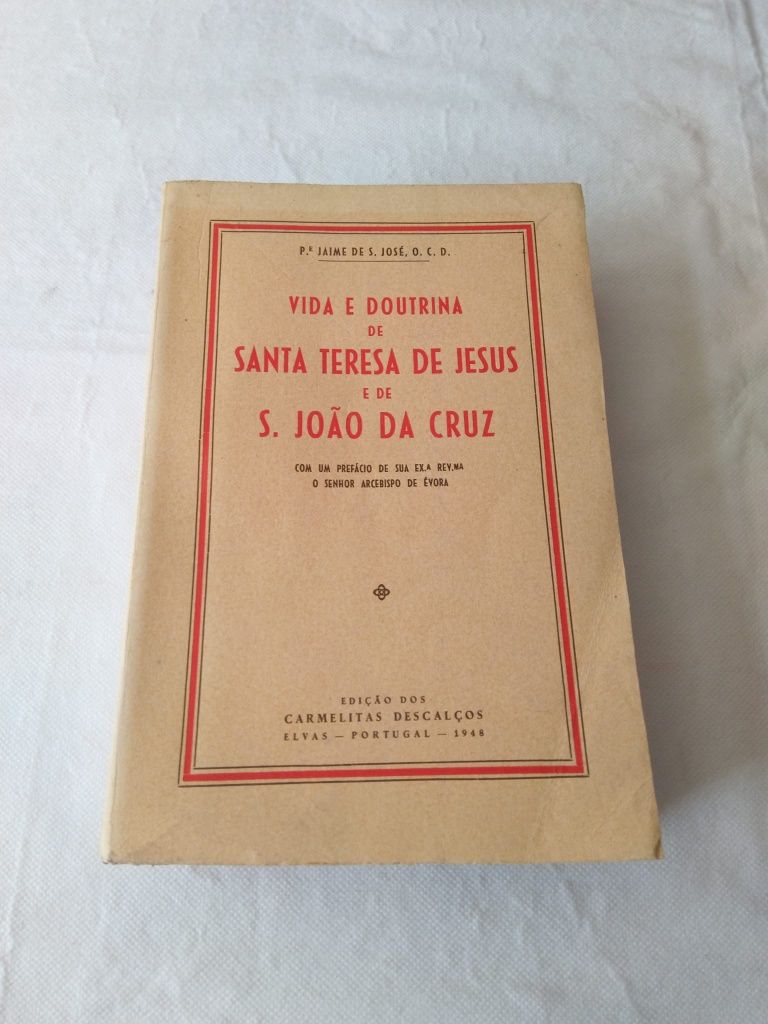 P.E JAIME DE S. JOSÉ, O. C. D.
VIDA E DOUTRINA
DE
SANTA TERESA DE JESUS
E DE
S. JOÃO DA CRUZ
COM UM PREFÁCIO DE SUA EX.A REV.MA
O SENHOR ARCEBISPO DE ÉVORA
EDIÇÃO DOS
CARMELITAS DESCALÇOS
ELVAS — PORTUGAL — 1948